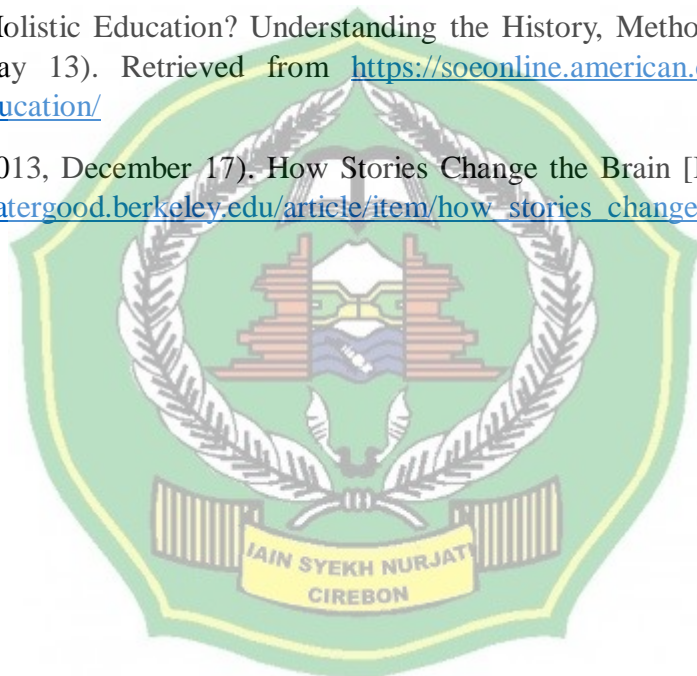 Holistic Education? Understanding the History, Metho
ay 13). Retrieved from https://soeonline.american.
ucation/
013, December 17). How Stories Change the Brain [
atergood.berkeley.edu/article/item/how_stories_change
IAIN SYEKH NURJATI
CIREBON